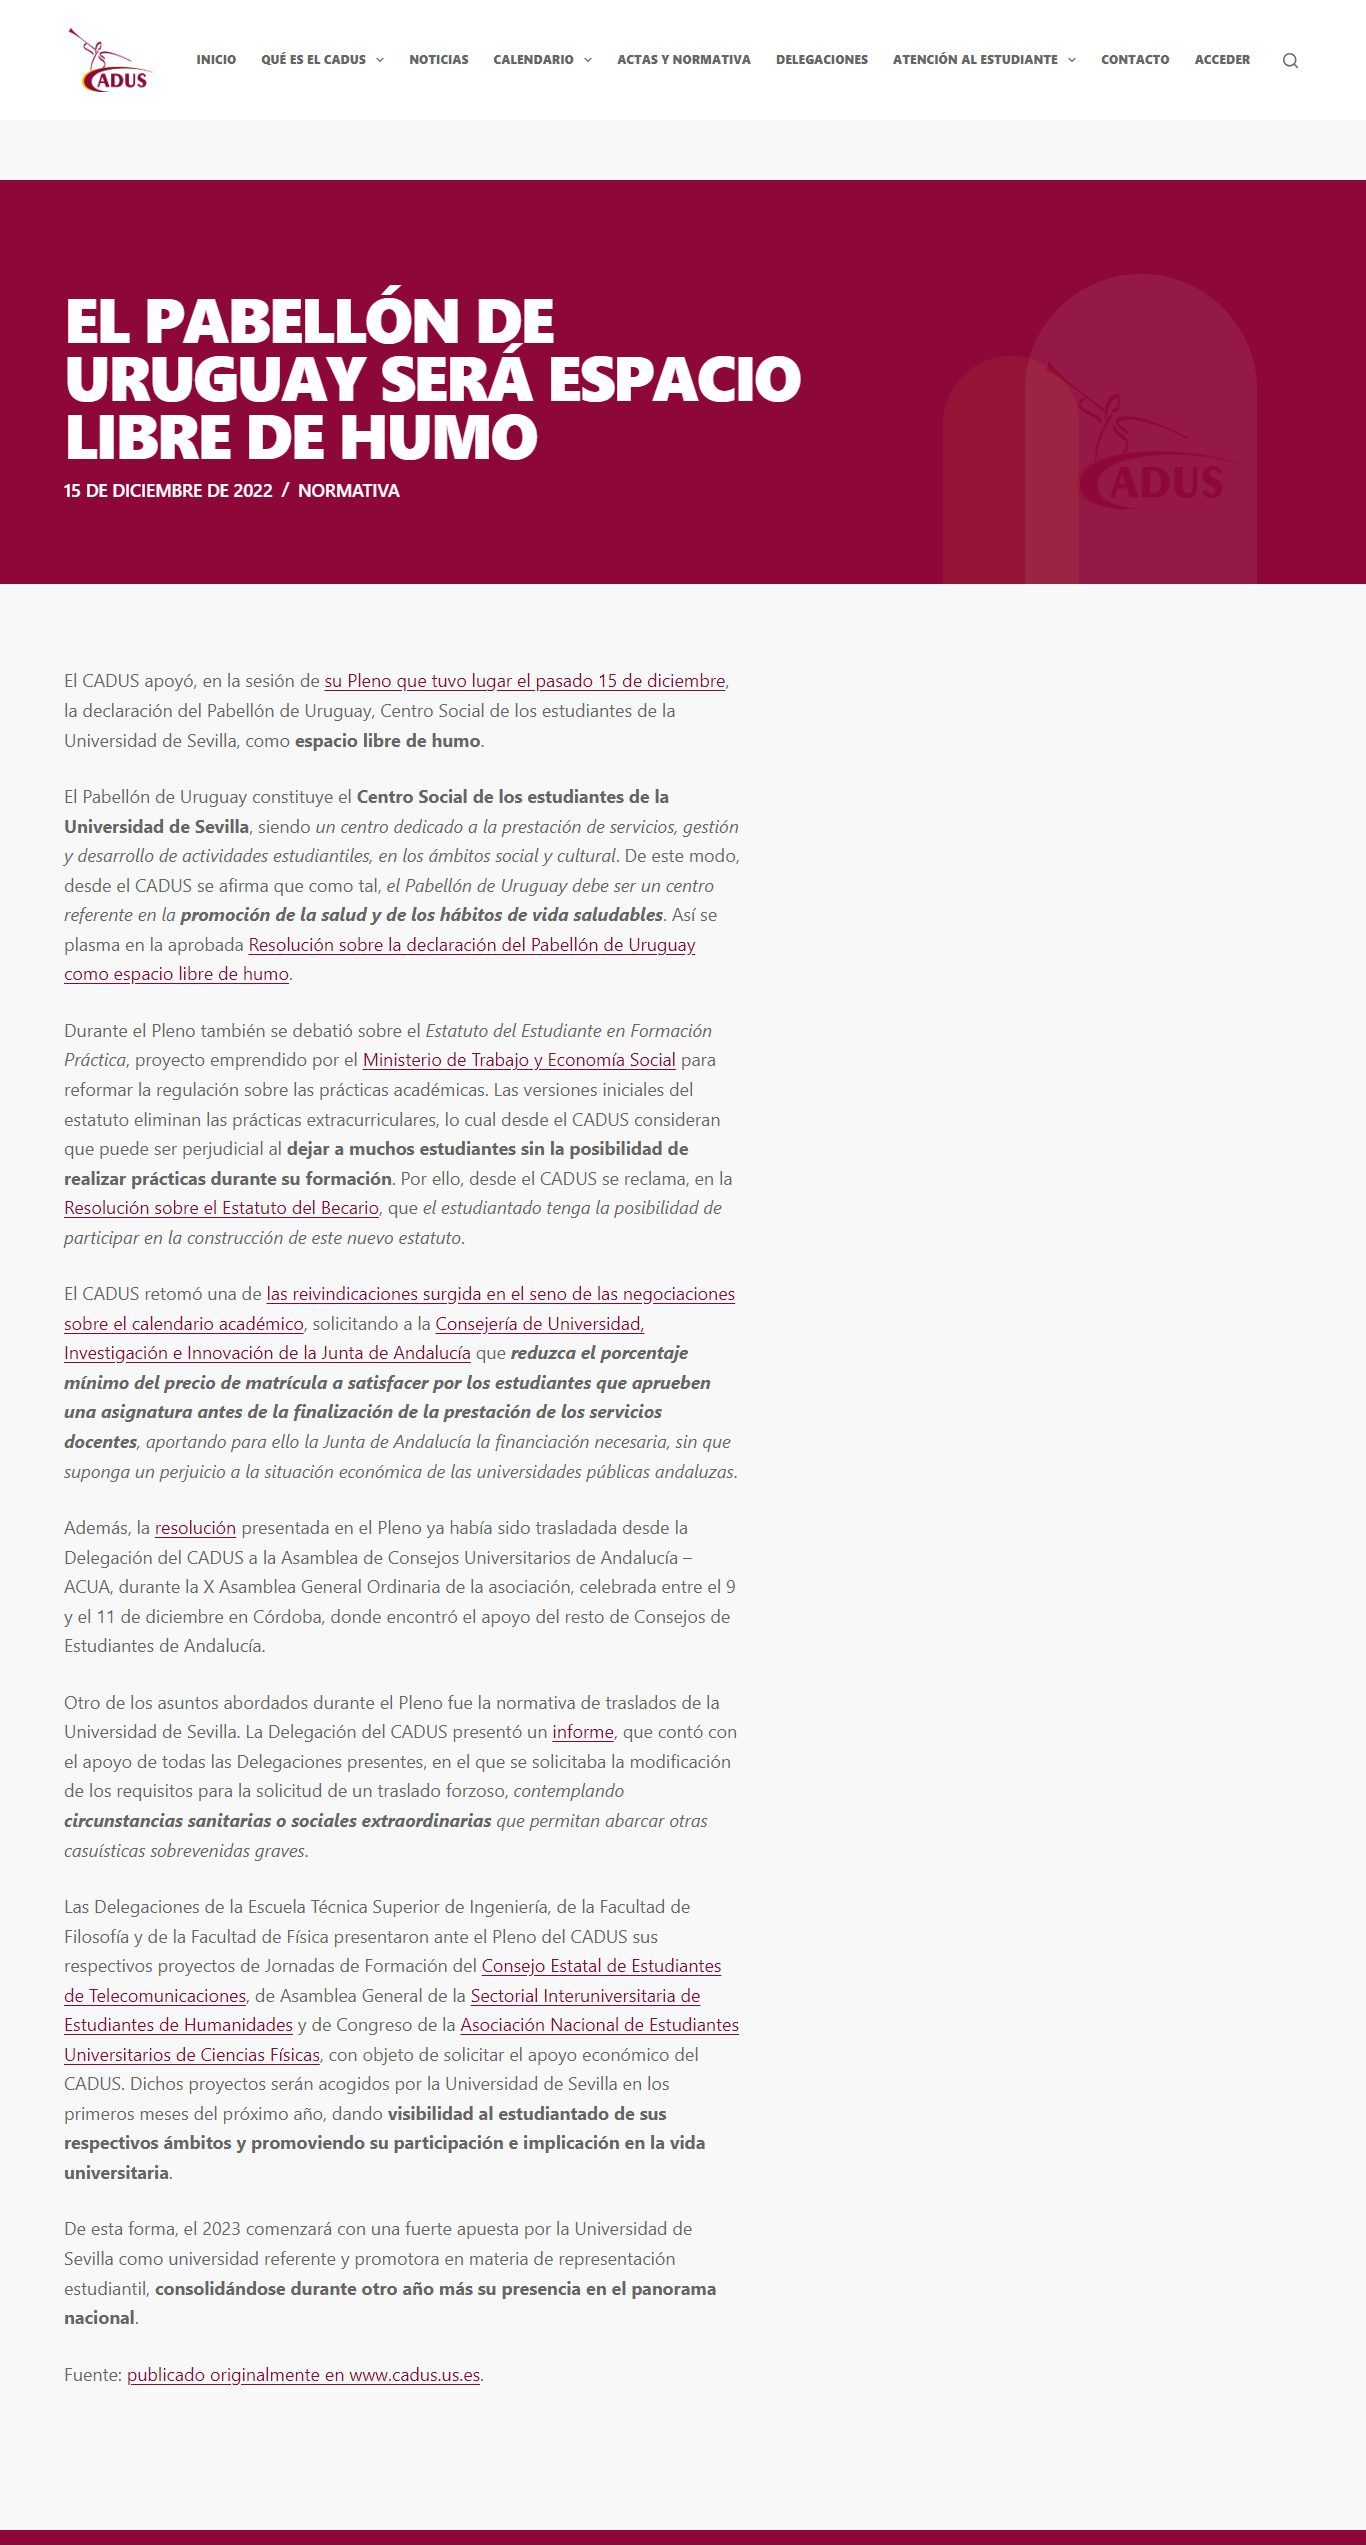 CADUS
INICIO QUÉ ES EL CADUS NOTICIAS CALENDARIO ACTAS Y NORMATIVA DELEGACIONES ATENCIÓN AL ESTUDIANTE CONTACTO ACCEDER
EL PABELLÓN DE
URUGUAY SERÁ ESPACIO
LIBRE DE HUMO
15 DE DICIEMBRE DE 2022 / NORMATIVA
CADUS
El CADUS apoyó, en la sesión de su Pleno que tuvo lugar el pasado 15 de diciembre,
la declaración del Pabellón de Uruguay, Centro Social de los estudiantes de la
Universidad de Sevilla, como espacio libre de humo.
El Pabellón de Uruguay constituye el Centro Social de los estudiantes de la
Universidad de Sevilla, siendo un centro dedicado a la prestación de servicios, gestión
y desarrollo de actividades estudiantiles, en los ámbitos social y cultural. De este modo,
desde el CADUS se afirma que como tal, el Pabellón de Uruguay debe ser un centro
referente en la promoción de la salud y de los hábitos de vida saludables. Así se
plasma en la aprobada Resolución sobre la declaración del Pabellón de Uruguay
como espacio libre de humo.
Durante el Pleno también se debatió sobre el Estatuto del Estudiante en Formación
Práctica, proyecto emprendido por el Ministerio de Trabajo y Economía Social para
reformar la regulación sobre las prácticas académicas. Las versiones iniciales del
estatuto eliminan las prácticas extracurriculares, lo cual desde el CADUS consideran
que puede ser perjudicial al dejar a muchos estudiantes sin la posibilidad de
realizar prácticas durante su formación. Por ello, desde el CADUS se reclama, en la
Resolución sobre el Estatuto del Becario, que el estudiantado tenga la posibilidad de
participar en la construcción de este nuevo estatuto.
El CADUS retomó una de las reivindicaciones surgida en el seno de las negociaciones
sobre el calendario académico, solicitando a la Consejería de Universidad,
Investigación e Innovación de la Junta de Andalucía que reduzca el porcentaje
mínimo del precio de matrícula a satisfacer por los estudiantes que aprueben
una asignatura antes de la finalización de la prestación de los servicios
docentes, aportando para ello la Junta de Andalucía la financiación necesaria, sin que
suponga un perjuicio a la situación económica de las universidades públicas andaluzas.
Además, la resolución presentada en el Pleno ya había sido trasladada desde la
Delegación del CADUS a la Asamblea de Consejos Universitarios de Andalucía –
ACUA, durante la X Asamblea General Ordinaria de la asociación, celebrada entre el 9
y el 11 de diciembre en Córdoba, donde encontró el apoyo del resto de Consejos de
Estudiantes de Andalucía.
Otro de los asuntos abordados durante el Pleno fue la normativa de traslados de la
Universidad de Sevilla. La Delegación del CADUS presentó un informe, que contó con
el apoyo de todas las Delegaciones presentes, en el que se solicitaba la modificación
de los requisitos para la solicitud de un traslado forzoso, contemplando
circunstancias sanitarias o sociales extraordinarias que permitan abarcar otras
casuísticas sobrevenidas graves.
Las Delegaciones de la Escuela Técnica Superior de Ingeniería, de la Facultad de
Filosofía y de la Facultad de Física presentaron ante el Pleno del CADUS sus
respectivos proyectos de Jornadas de Formación del Consejo Estatal de Estudiantes
de Telecomunicaciones, de Asamblea General de la Sectorial Interuniversitaria de
Estudiantes de Humanidades y de Congreso de la Asociación Nacional de Estudiantes
Universitarios de Ciencias Físicas, con objeto de solicitar el apoyo económico del
CADUS. Dichos proyectos serán acogidos por la Universidad de Sevilla en los
primeros meses del próximo año, dando visibilidad al estudiantado de sus
respectivos ámbitos y promoviendo su participación e implicación en la vida
universitaria.
De esta forma, el 2023 comenzará con una fuerte apuesta por la Universidad de
Sevilla como universidad referente y promotora en materia de representación
estudiantil, consolidándose durante otro año más su presencia en el panorama
nacional.
Fuente: publicado originalmente en www.cadus.us.es.